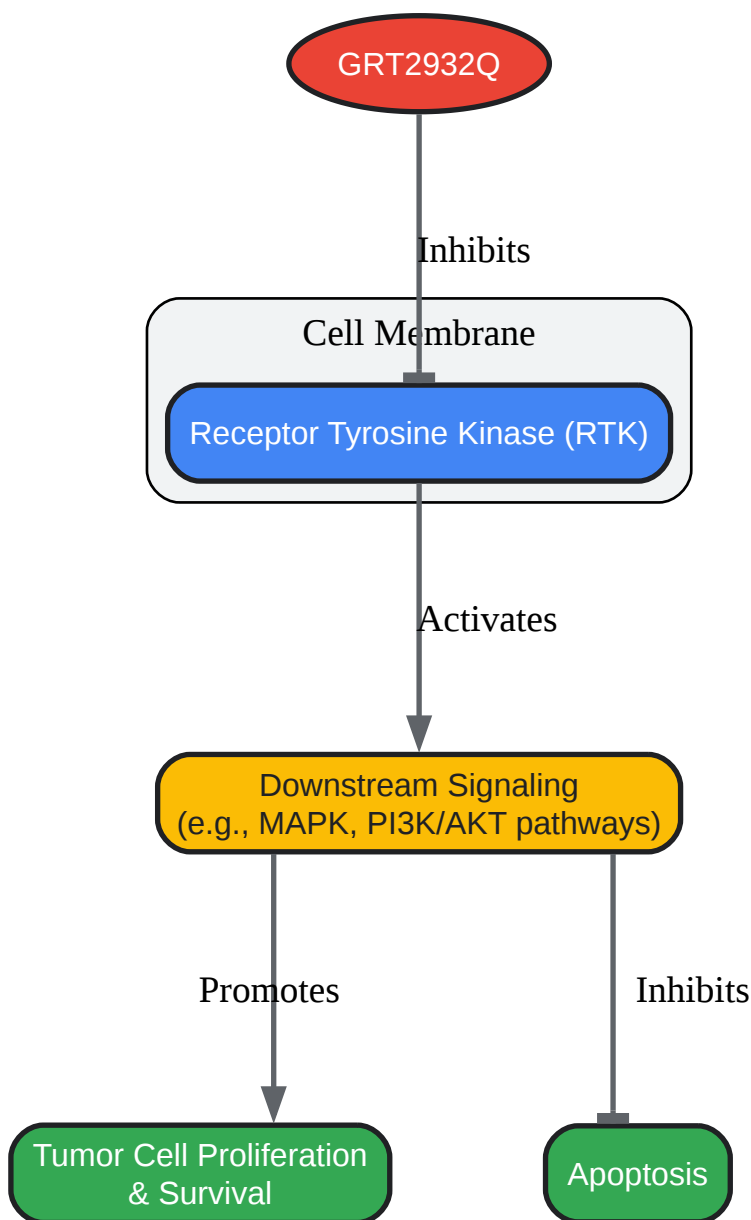 GRT2932Q
Inhibits
Cell Membrane
Receptor Tyrosine Kinase (RTK)
Activates
Downstream Signaling
(e.g., MAPK, PI3K/AKT pathways)
Promotes
Inhibits
Tumor Cell Proliferation
& Survival
Apoptosis